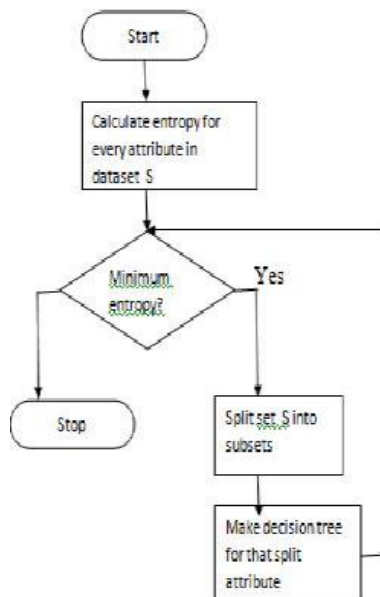 Start
Calculate entropy for
every attribute in
dataset S
Minimum
entropy?
Yes
Stop
Split set S into
subsets
Make decision tree
for that split
attribute